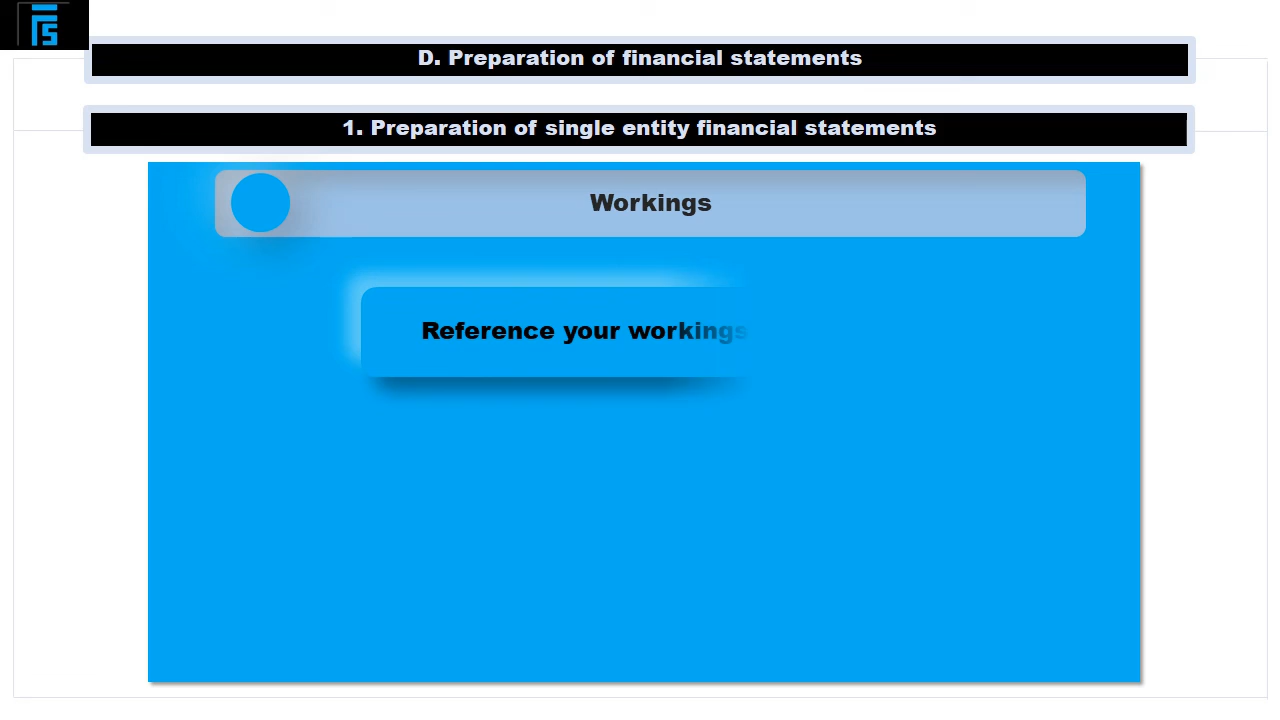 D. Preparation of financial statements
1. Preparation of single entity financial statements
Workings
Reference your workings